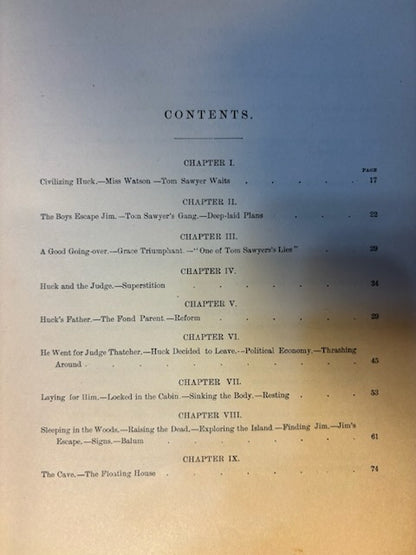 CONTENTS.
CHAPTER I.
PAGE
Civilizing Huck.—Miss Watson—Tom Sawyer Waits . . . . . 17
CHAPTER II.
The Boys Escape Jim.—Tom Sawyer's Gang.—Deep-laid Plans . . . . 22
CHAPTER III.
A Good Going-over.—Grace Triumphant.—"One of Tom Sawyers's Lies" . . . 29
CHAPTER IV.
Huck and the Judge.—Superstition . . . . . . 34
CHAPTER V.
Huck's Father.—The Fond Parent.—Reform . . . . . 39
CHAPTER VI.
He Went for Judge Thatcher.—Huck Decided to Leave.—Political Economy.—Thrashing
Around . . . . . . . . 45
CHAPTER VII.
Laying for Him.—Locked in the Cabin.—Sinking the Body.—Resting . . . 53
CHAPTER VIII.
Sleeping in the Woods.—Raising the Dead.—Exploring the Island.—Finding Jim.—Jim's
Escape.—Signs.—Balum . . . . . . 61
CHAPTER IX.
The Cave.—The Floating House . . . . . . 74